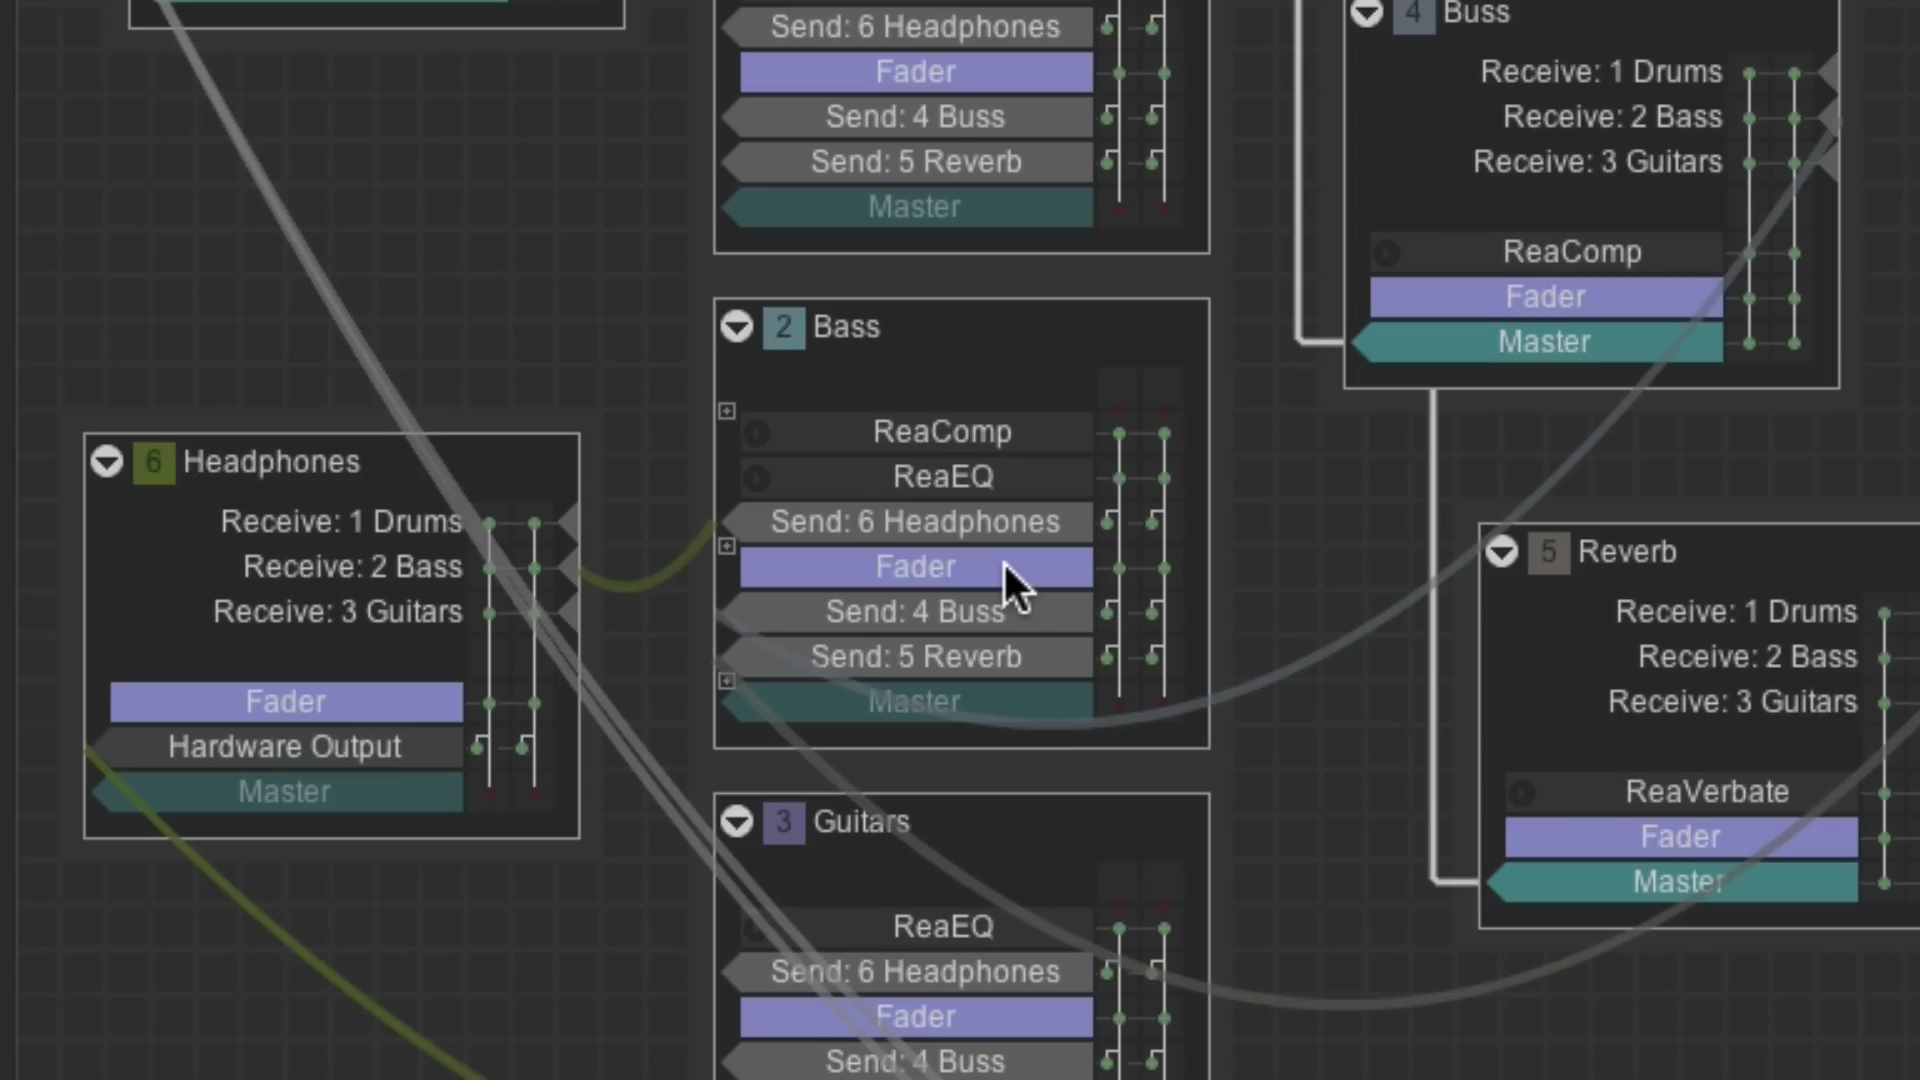 Send: 6 Headphones
Fader
Send: 4 Buss
Send: 5 Reverb
Master
4 Buss
Receive: 1 Drums
Receive: 2 Bass
Receive: 3 Guitars
ReaComp
Fader
Master
2 Bass
ReaComp
ReaEQ
Send: 6 Headphones
Fader
Send: 4 Buss
Send: 5 Reverb
Master
6 Headphones
Receive: 1 Drums
Receive: 2 Bass
Receive: 3 Guitars
Fader
Hardware Output
Master
5 Reverb
Receive: 1 Drums
Receive: 2 Bass
Receive: 3 Guitars
ReaVerbate
Fader
Master
3 Guitars
ReaEQ
Send: 6 Headphones
Fader
Send: 4 Buss